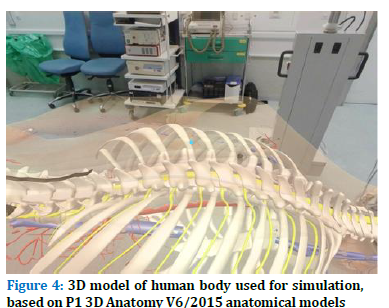 Figure 4: 3D model of human body used for simulation,
based on P1 3D Anatomy V6/2015 anatomical models